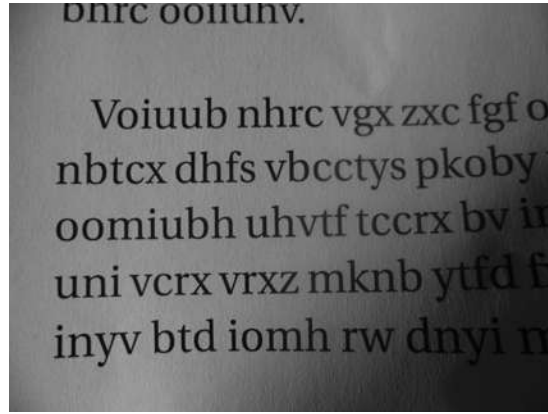 bhrc ooiiuhv.
Voiuub nhrc vgx zxc fgf
nbtcx dhfs vbcctys pkoby
oomiubh uhvtf tccrx bv
uni vcrx vrxz mknb ytfd
inyv btd iomh rw dnyi